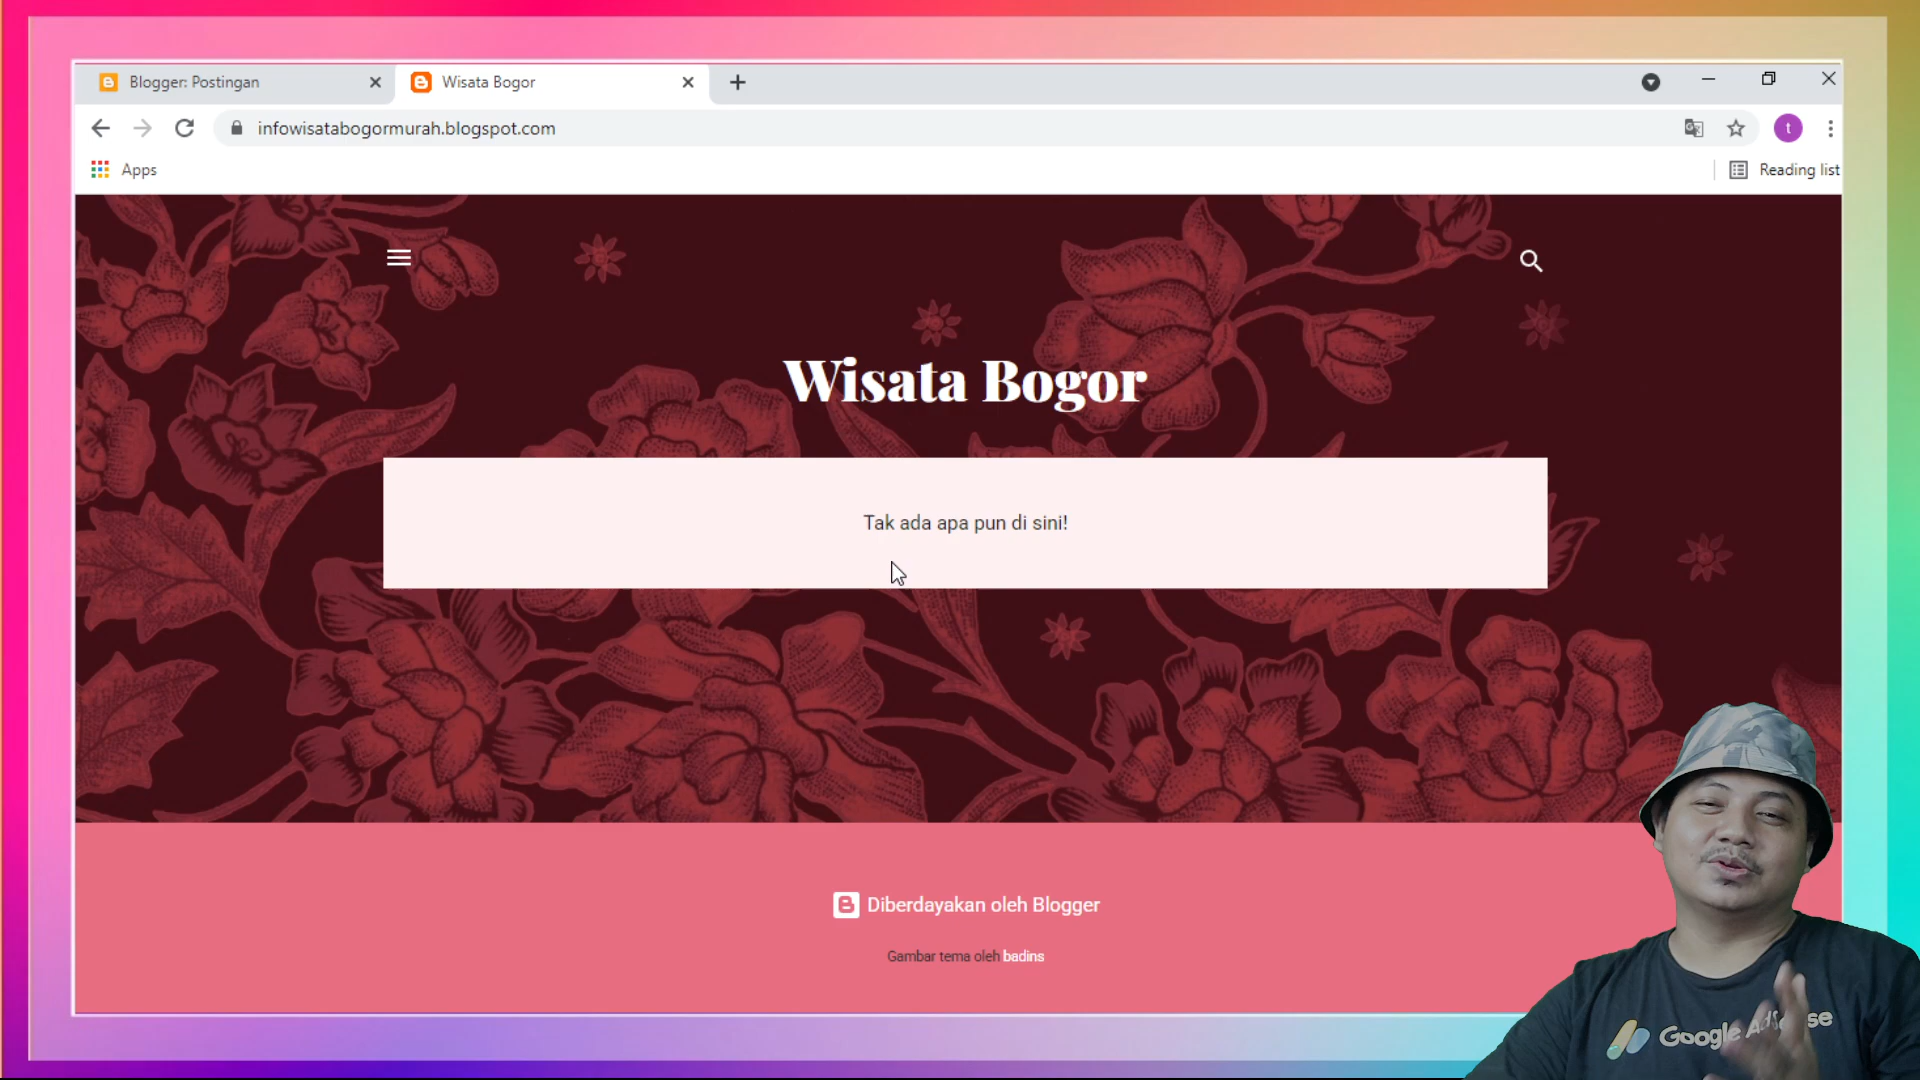 Blogger: Postingan
Wisata Bogor
infowisatabogormurah.blogspot.com
t
Apps
Reading list
Wisata Bogor
Tak ada apa pun di sini!
Diberdayakan oleh Blogger
Gambar tema oleh badins
Google